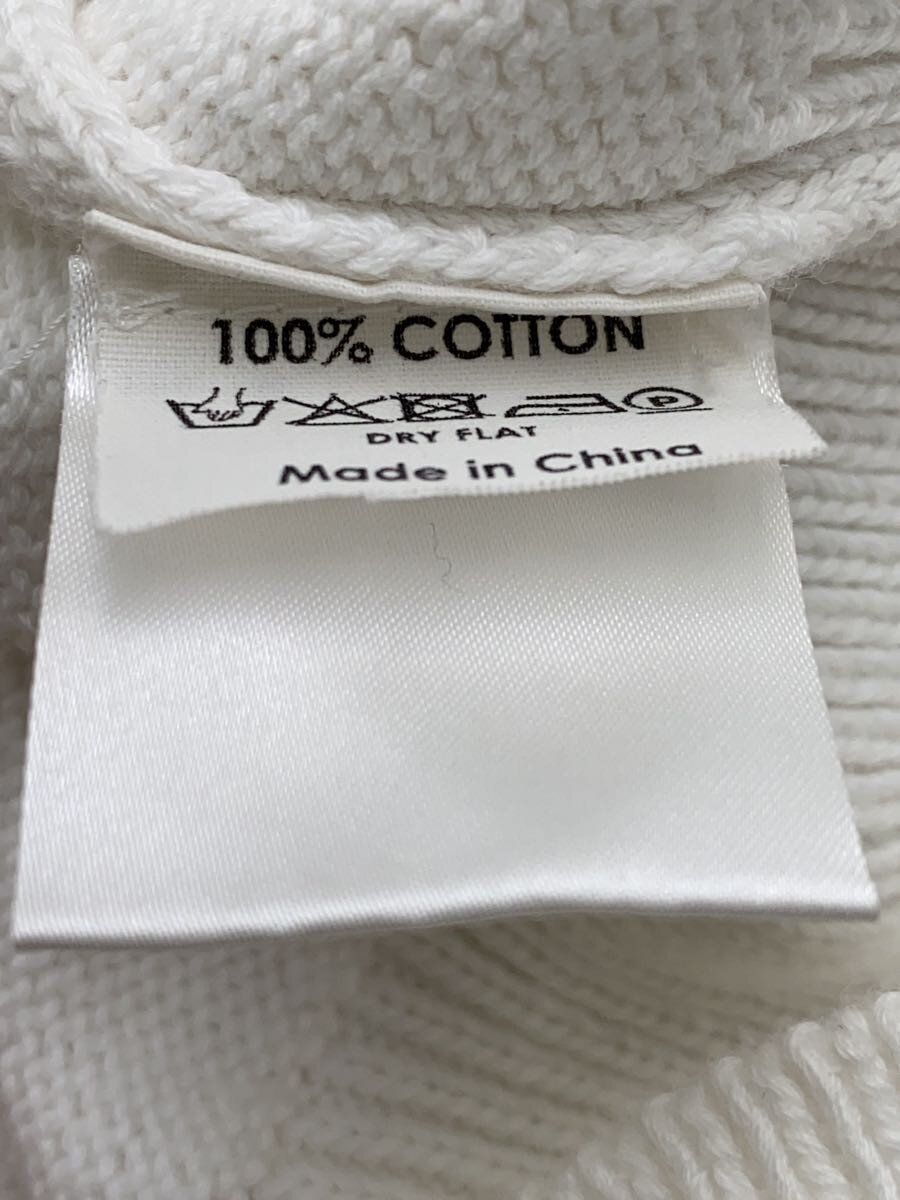 100% COTTON
P
DRY FLAT
Made in China